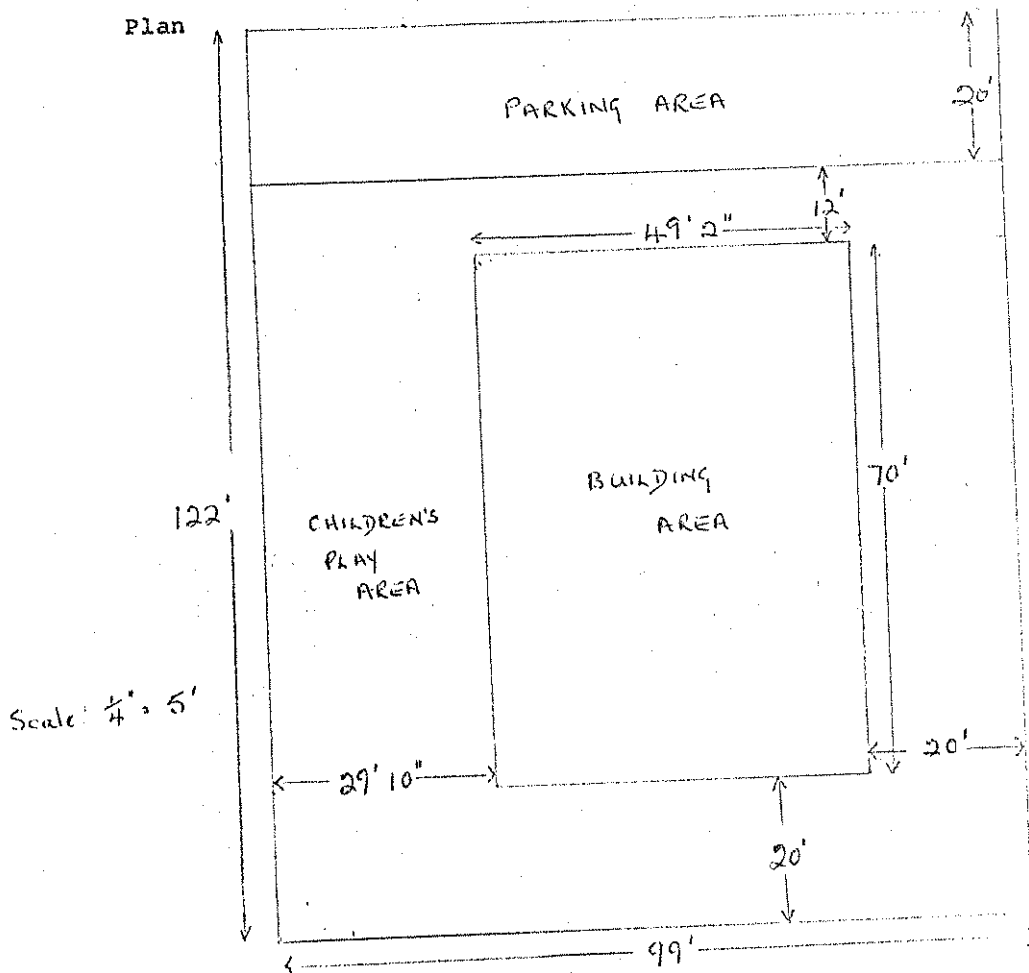 Plan
PARKING AREA
20'
12'
49' 2"
122'
CHILDREN'S
PLAY
AREA
BUILDING
AREA
70'
Scale: 1/4" = 5'
29' 10"
20'
20'
99'